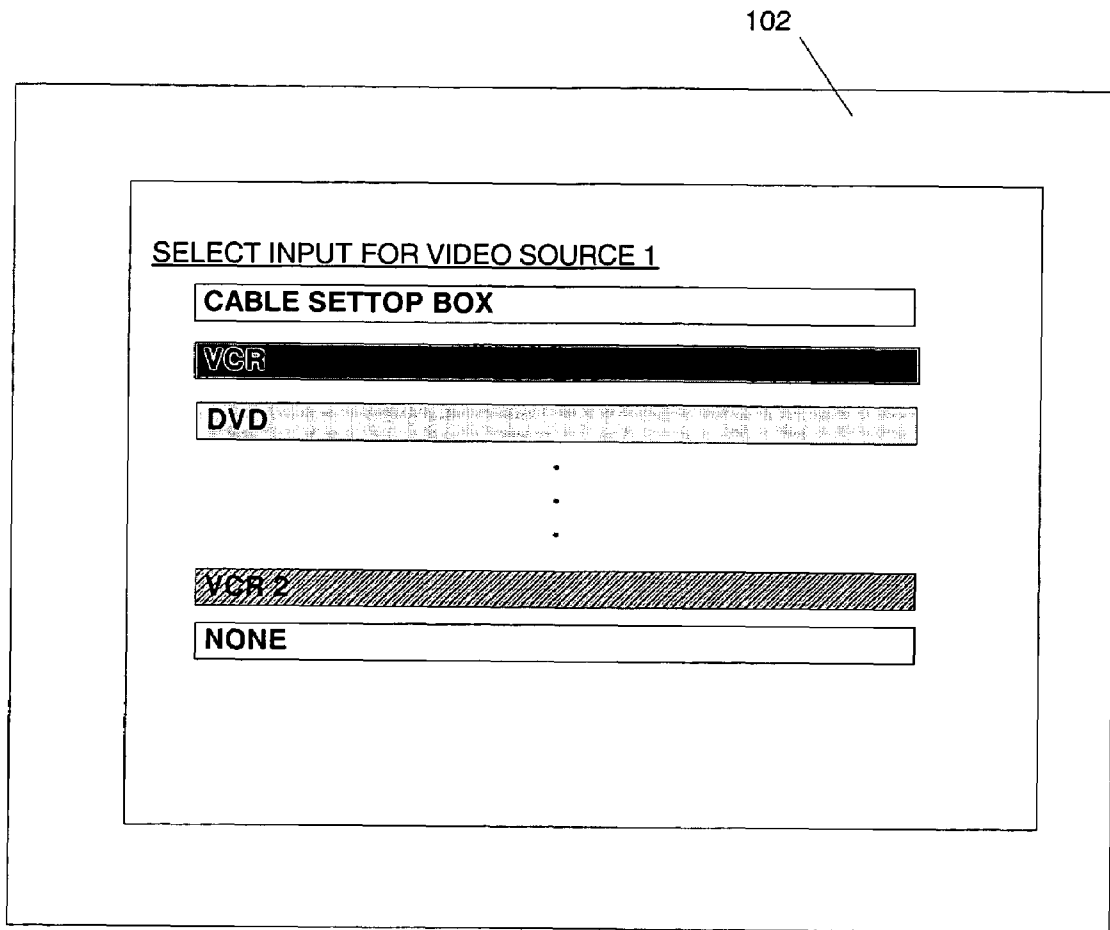 102
SELECT INPUT FOR VIDEO SOURCE 1
CABLE SETTOP BOX
VCR
DVD
VCR 2
NONE